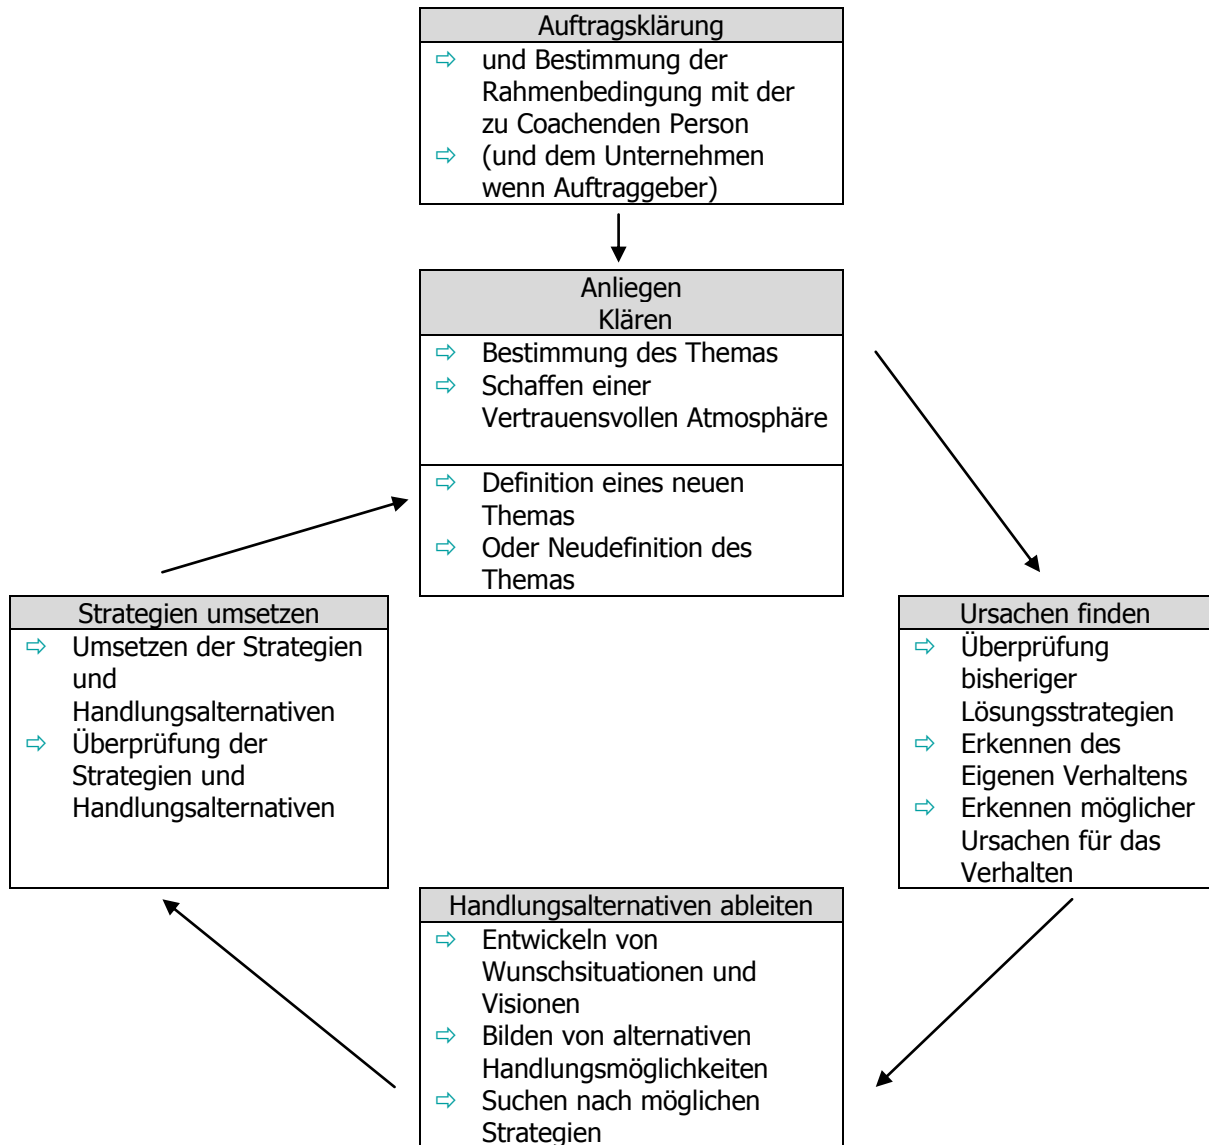 Auftragsklärung
⇨ und Bestimmung der
Rahmenbedingung mit der
zu Coachenden Person
⇨ (und dem Unternehmen
wenn Auftraggeber)
Anliegen
Klären
⇨ Bestimmung des Themas
⇨ Schaffen einer
Vertrauensvollen Atmosphäre
⇨ Definition eines neuen
Themas
⇨ Oder Neudefinition des
Themas
Strategien umsetzen
⇨ Umsetzen der Strategien
und
Handlungsalternativen
⇨ Überprüfung der
Strategien und
Handlungsalternativen
Ursachen finden
⇨ Überprüfung
bisheriger
Lösungsstrategien
⇨ Erkennen des
Eigenen Verhaltens
⇨ Erkennen möglicher
Ursachen für das
Verhalten
Handlungsalternativen ableiten
⇨ Entwickeln von
Wunschsituationen und
Visionen
⇨ Bilden von alternativen
Handlungsmöglichkeiten
⇨ Suchen nach möglichen
Strategien